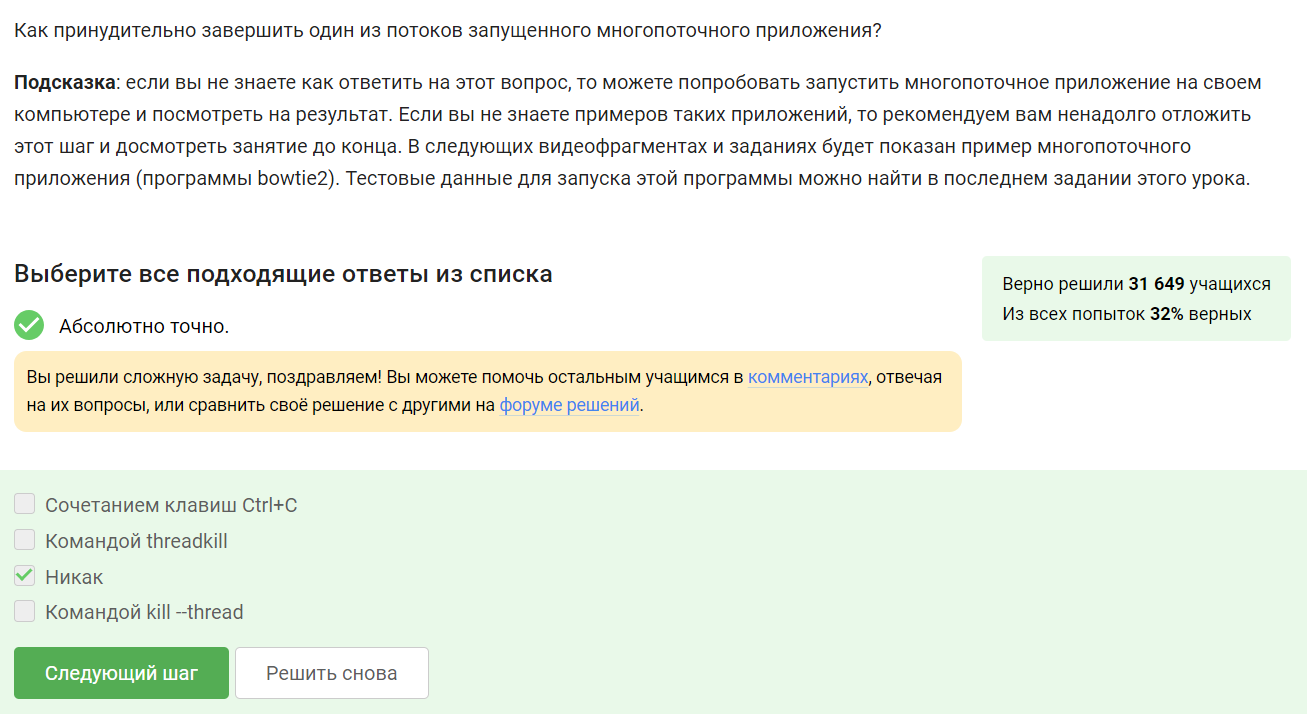 Как принудительно завершить один из потоков запущенного многопоточного приложения?
Подсказка: если вы не знаете как ответить на этот вопрос, то можете попробовать запустить многопоточное приложение на своем
компьютере и посмотреть на результат. Если вы не знаете примеров таких приложений, то рекомендуем вам ненадолго отложить
этот шаг и досмотреть занятие до конца. В следующих видеофрагментах и заданиях будет показан пример многопоточного
приложения (программы bowtie2). Тестовые данные для запуска этой программы можно найти в последнем задании этого урока.
Выберите все подходящие ответы из списка
Верно решили 31 649 учащихся
Из всех попыток 32% верных
Абсолютно точно.
Вы решили сложную задачу, поздравляем! Вы можете помочь остальным учащимся в комментариях, отвечая
на их вопросы, или сравнить своё решение с другими на форуме решений.
Сочетанием клавиш Ctrl+C
Командой threadkill
Никак
Командой kill --thread
Следующий шаг
Решить снова